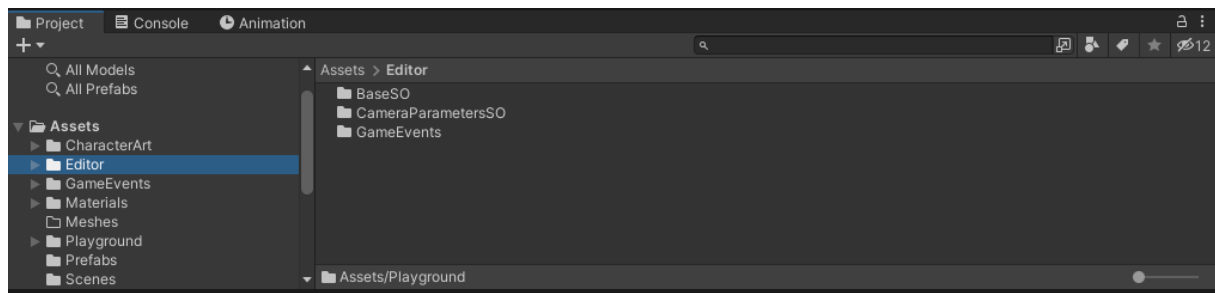 Project Console Animation
12
All Models
All Prefabs
Assets
CharacterArt
Editor
GameEvents
Materials
Meshes
Playground
Prefabs
Scenes
Assets > Editor
BaseSO
CameraParametersSO
GameEvents
Assets/Playground